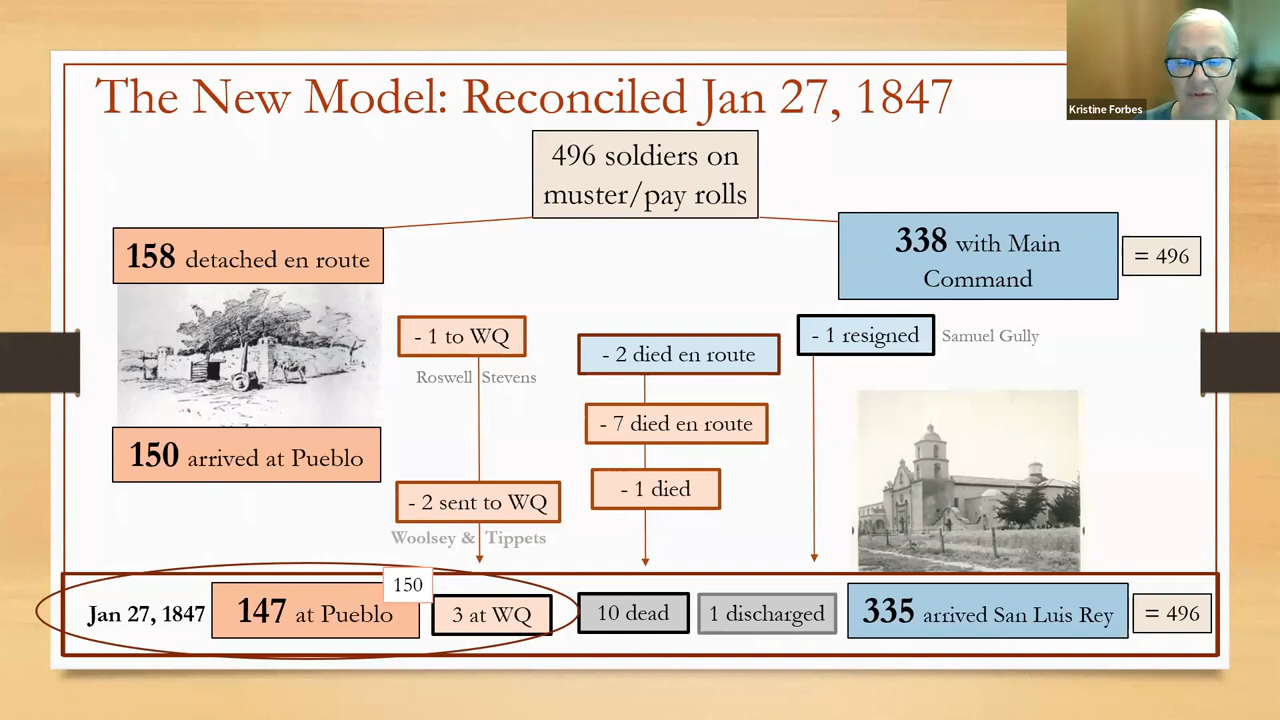 The New Model: Reconciled Jan 27, 1847
Kristine Forbes
496 soldiers on
muster/pay rolls
158 detached en route
338 with Main
Command
= 496
- 1 to WQ
Roswell Stevens
- 2 died en route
- 1 resigned
Samuel Gully
- 7 died en route
150 arrived at Pueblo
- 1 died
- 2 sent to WQ
Woolsey & Tippets
150
Jan 27, 1847
147 at Pueblo
3 at WQ
10 dead
1 discharged
335 arrived San Luis Rey
= 496